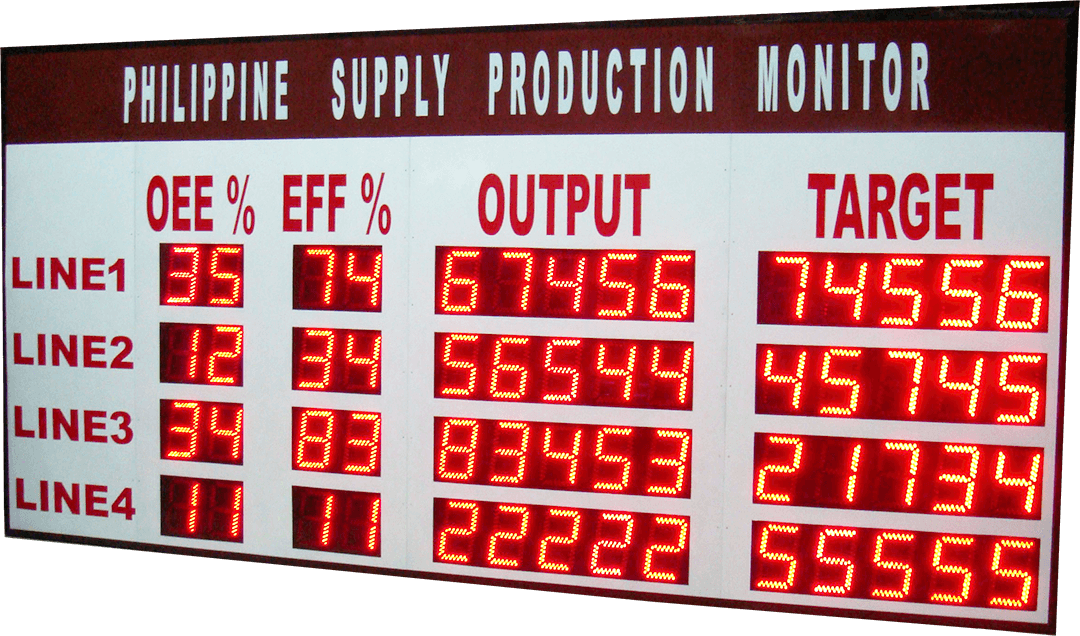 PHILIPPINE SUPPLY PRODUCTION MONITOR
OEE % EFF % OUTPUT TARGET
LINE1 35 74 67456 74556
LINE2 12 34 56544 45745
LINE3 34 83 83453 21734
LINE4 11 11 22222 55555